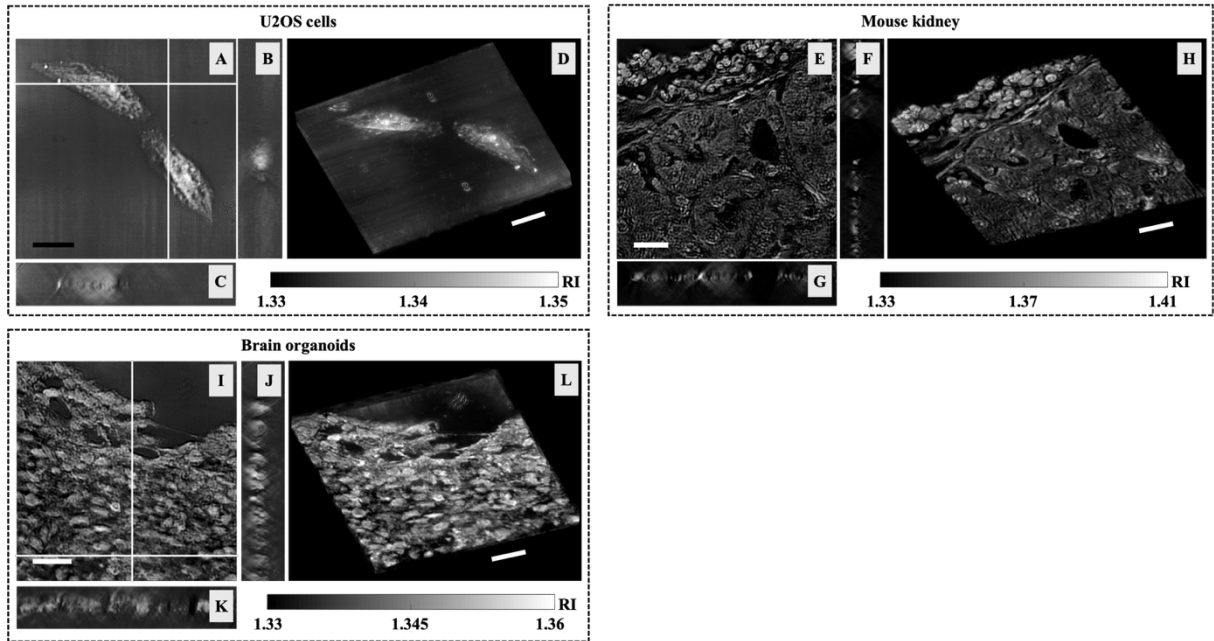 U2OS cells
A
B
D
C
RI
1.33
1.34
1.35
Mouse kidney
E
F
H
G
RI
1.33
1.37
1.41
Brain organoids
I
J
L
K
RI
1.33
1.345
1.36